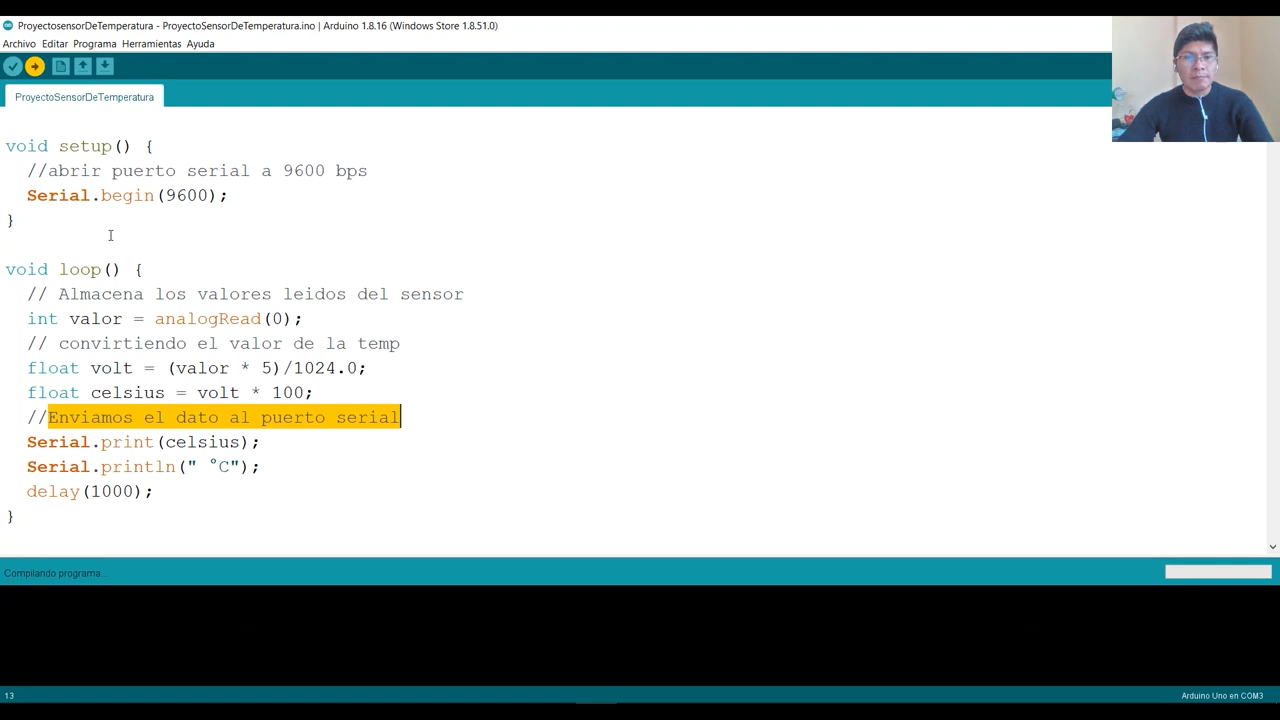 ProyectosensorDeTemperatura - ProyectoSensorDeTemperatura.ino | Arduino 1.8.16 (Windows Store 1.8.51.0)
Archivo Editar Programa Herramientas Ayuda
ProyectoSensorDeTemperatura
void setup() {
  //abrir puerto serial a 9600 bps
  Serial.begin(9600);
}
void loop() {
  // Almacena los valores leidos del sensor
  int valor = analogRead(0);
  // convirtiendo el valor de la temp
  float volt = (valor * 5)/1024.0;
  float celsius = volt * 100;
  //Enviamos el dato al puerto serial
  Serial.print(celsius);
  Serial.println(" °C");
  delay(1000);
}
Compilando programa...
13
Arduino Uno en COM3